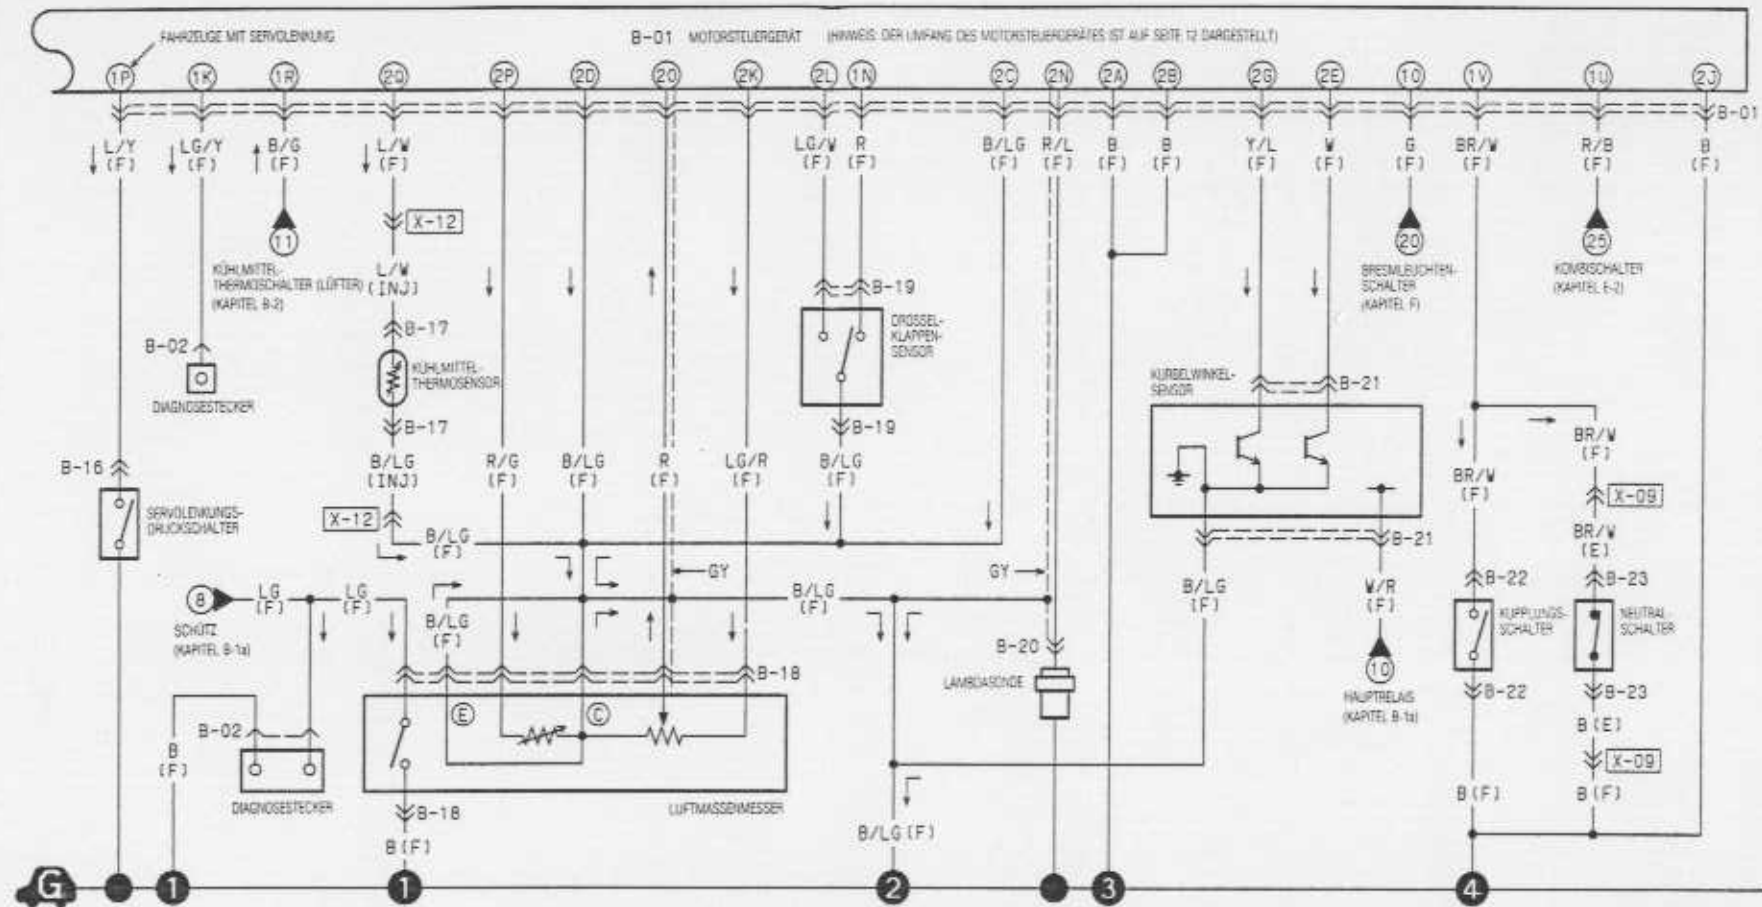 FAHRZEUGE MIT SERVOLENKUNG
B-01 MOTORSTEUERGERÄT (HINWEIS: DER UMFANG DES MOTORSTEUERGERÄTES IST AUF SEITE 12 DARGESTELLT)
1P 1K 1R 2Q 2P 2D 2O 2K 2L 1N 2C 2N 2A 2B 2G 2E 1O 1V 1U 2J
B-01
L/Y LG/Y B/G L/W LG/W R B/LG R/L B B Y/L W G BR/W R/B B
(F) (F) (F) (F) (F) (F) (F) (F) (F) (F) (F) (F) (F) (F) (F) (F)
X-12
11
20
25
KÜHLMITTEL-
THERMOSCHALTER (LÜFTER)
(KAPITEL B-2)
L/W
(INJ)
BRESMLEUCHTEN-
SCHALTER
(KAPITEL F)
KOMBISCHALTER
(KAPITEL E-2)
B-19
B-17
DROSSEL-
KLAPPEN-
SENSOR
B-02
DIAGNOSESTECKER
KÜHLMITTEL-
THERMOSENSOR
KURBELWINKEL-
SENSOR
B-21
B-17
B-19
BR/W
(F)
B-16
B/LG
(INJ)
R/G B/LG R LG/R B/LG
(F) (F) (F) (F) (F)
BR/W
(F)
X-09
SERVOLENKUNGS-
DRUCKSCHALTER
X-12
BR/W
(E)
B/LG
(F)
B-21
GY
GY
B-22
B-23
8
LG
(F)
LG
(F)
B/LG
(F)
B/LG
(F)
B/LG
(F)
W/R
(F)
SCHÜTZ
(KAPITEL B-1a)
KUPPLUNGS-
SCHALTER
NEUTRAL-
SCHALTER
B-20
B-18
LAMBDASONDE
10
HAUPTRELAIS
(KAPITEL B-1a)
B-22
B-23
E
C
B-02
B
(F)
B(E)
X-09
DIAGNOSESTECKER
B-18
LUFTMASSENMESSER
B(F)
B(F)
B(F)
B/LG(F)
G 1 1 2 3 4